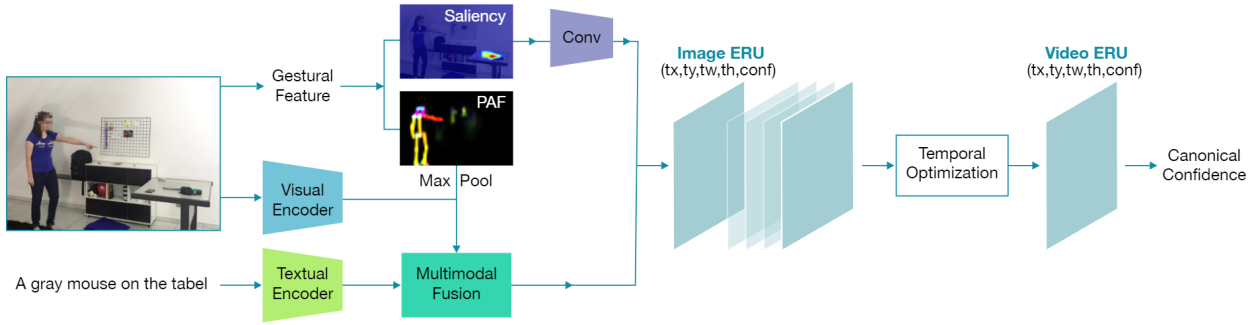 Saliency
Conv
Image ERU
(tx,ty,tw,th,conf)
Video ERU
(tx,ty,tw,th,conf)
Gestural
Feature
PAF
Max Pool
Visual
Encoder
Temporal
Optimization
Canonical
Confidence
A gray mouse on the tabel
Textual
Encoder
Multimodal
Fusion